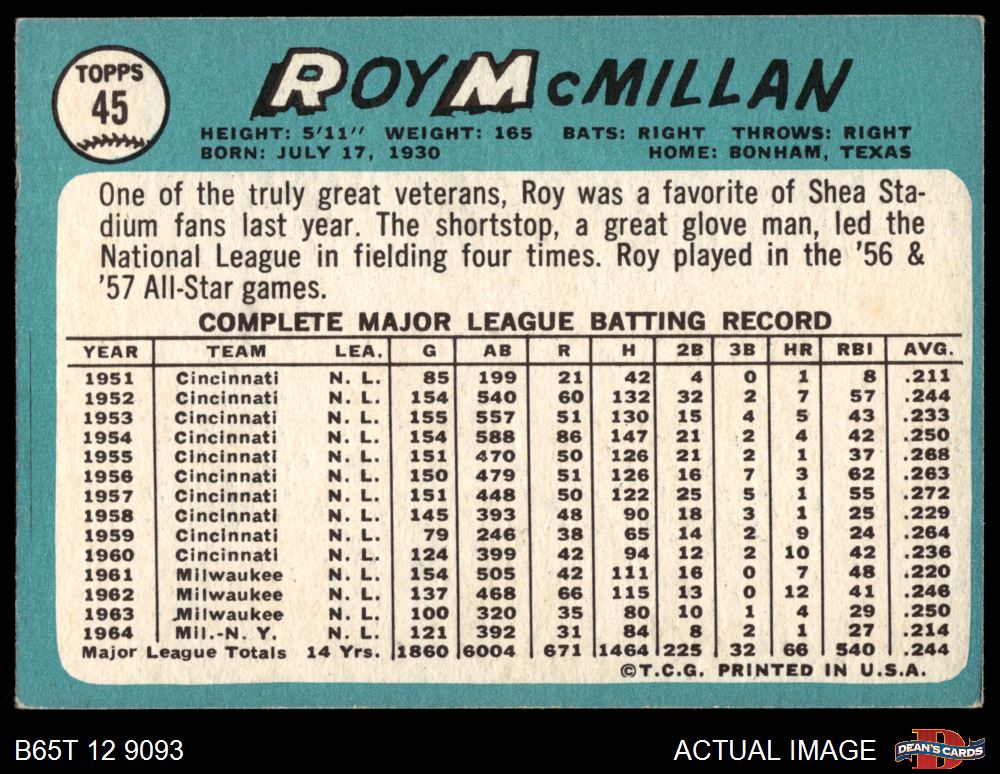 TOPPS
45
ROY McMILLAN
HEIGHT: 5'11" WEIGHT: 165 BATS: RIGHT THROWS: RIGHT
BORN: JULY 17, 1930 HOME: BONHAM, TEXAS
One of the truly great veterans, Roy was a favorite of Shea Sta-
dium fans last year. The shortstop, a great glove man, led the
National League in fielding four times. Roy played in the '56 &
'57 All-Star games.
COMPLETE MAJOR LEAGUE BATTING RECORD
YEAR TEAM LEA. G AB R H 2B 3B HR RBI AVG.
1951 Cincinnati N. L. 85 199 21 42 4 0 1 8 .211
1952 Cincinnati N. L. 154 540 60 132 32 2 7 57 .244
1953 Cincinnati N. L. 155 557 51 130 15 4 5 43 .233
1954 Cincinnati N. L. 154 588 86 147 21 2 4 42 .250
1955 Cincinnati N. L. 151 470 50 126 21 2 1 37 .268
1956 Cincinnati N. L. 150 479 51 126 16 7 3 62 .263
1957 Cincinnati N. L. 151 448 50 122 25 5 1 55 .272
1958 Cincinnati N. L. 145 393 48 90 18 3 1 25 .229
1959 Cincinnati N. L. 79 246 38 65 14 2 9 24 .264
1960 Cincinnati N. L. 124 399 42 94 12 2 10 42 .236
1961 Milwaukee N. L. 154 505 42 111 16 0 7 48 .220
1962 Milwaukee N. L. 137 468 66 115 13 0 12 41 .246
1963 Milwaukee N. L. 100 320 35 80 10 1 4 29 .250
1964 Mil.-N. Y. N. L. 121 392 31 84 8 2 1 27 .214
Major League Totals 14 Yrs. 1860 6004 671 1464 225 32 66 540 .244
©T.C.G. PRINTED IN U.S.A.
B65T 12 9093 ACTUAL IMAGE D DEAN'S CARDS